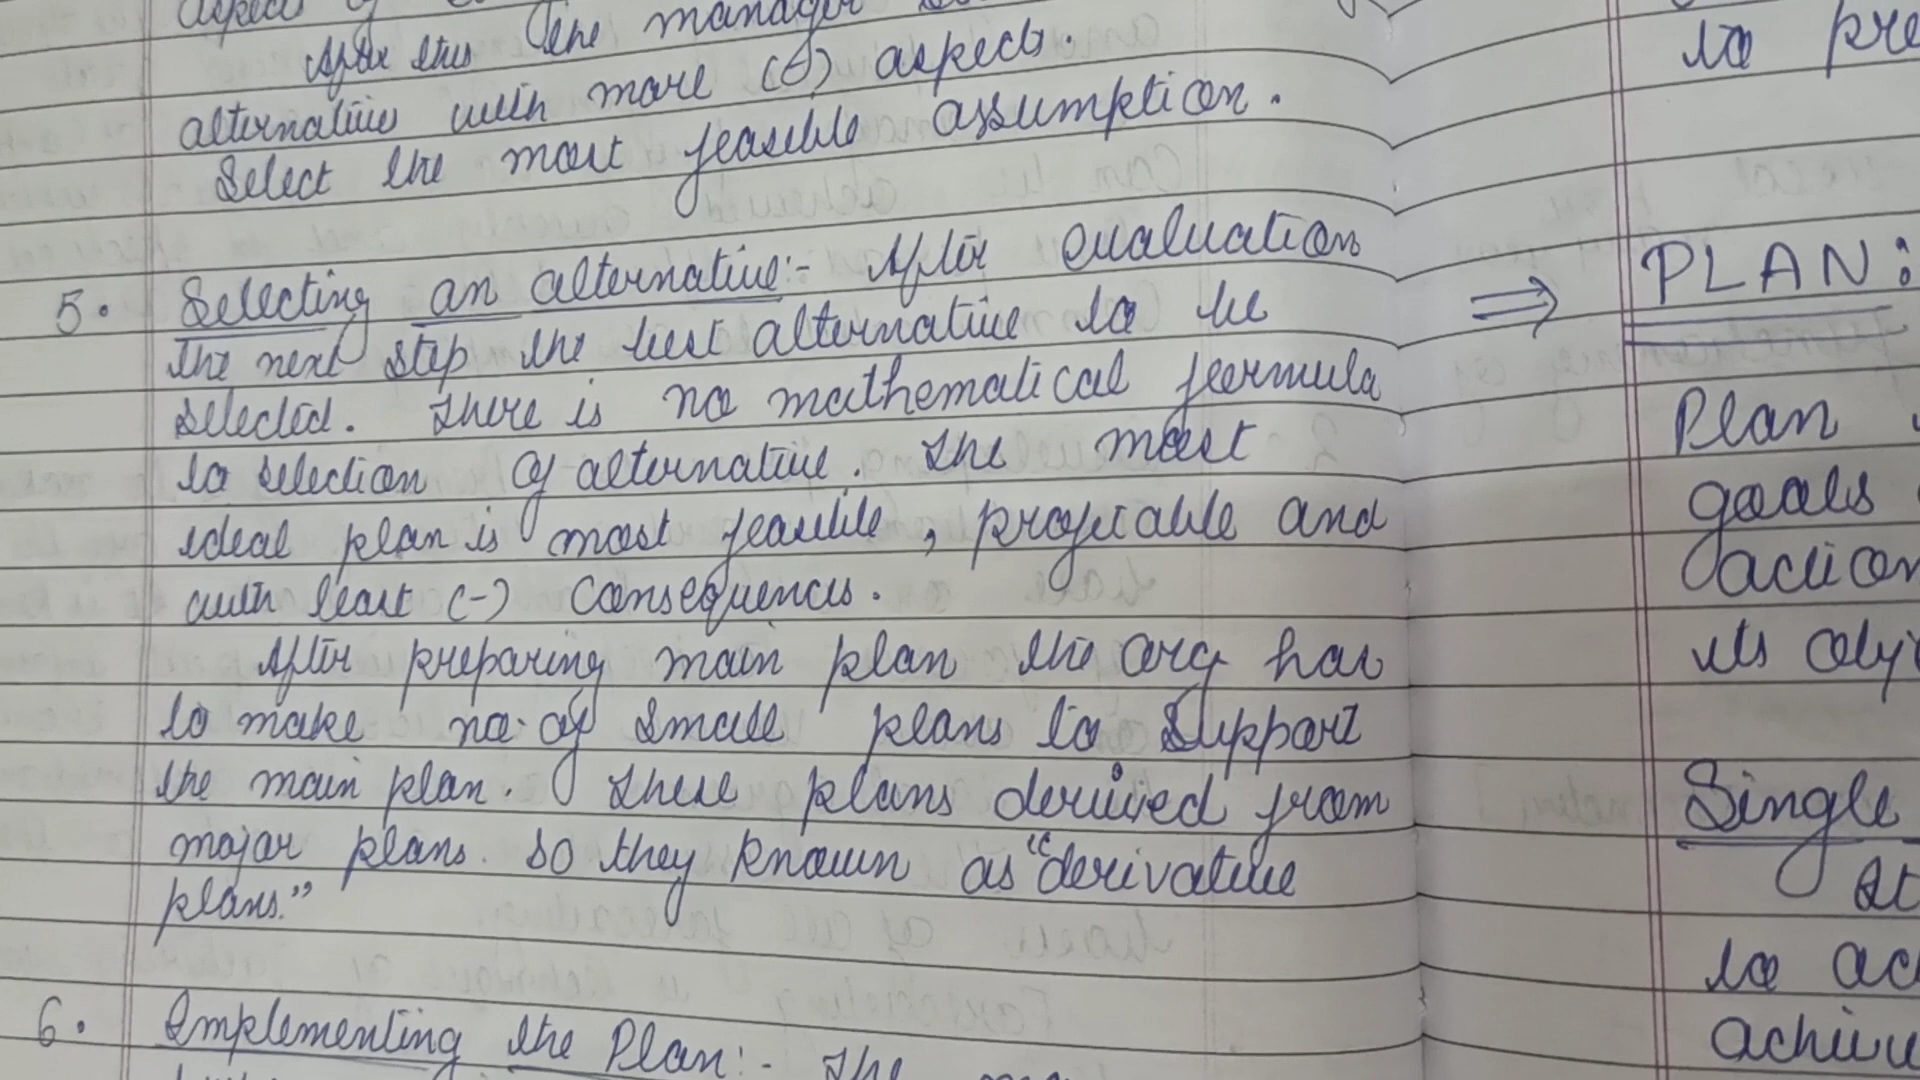 After this the manager
alternative with more (+) aspects.
Select the most feasible assumption.
5. Selecting an alternative:- After evaluation
the next step the best alternative to be
selected. There is no mathematical formula
to selection of alternative. The most
ideal plan is most feasible, profitable and
with least (-) consequences.
After preparing main plan the org has
to make no. of small plans to support
the main plan. These plans derived from
major plans. so they known as "derivative
plans."
6. Implementing the Plan:- The
to pre
⇒ PLAN:
Plan
goals
action
its obj
Single
to ac
achieve